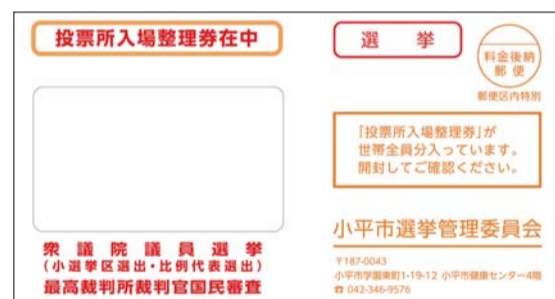 投票所入場整理券在中
選 挙
料金後納
郵 便
郵便区内特別
「投票所入場整理券」が
世帯全員分入っています。
開封してご確認ください。
衆議院議員選挙
(小選挙区選出・比例代表選出)
最高裁判所裁判官国民審査
小平市選挙管理委員会
〒187-0043
小平市学園東町1-19-12 小平市健康センター4階
☎ 042-346-9576